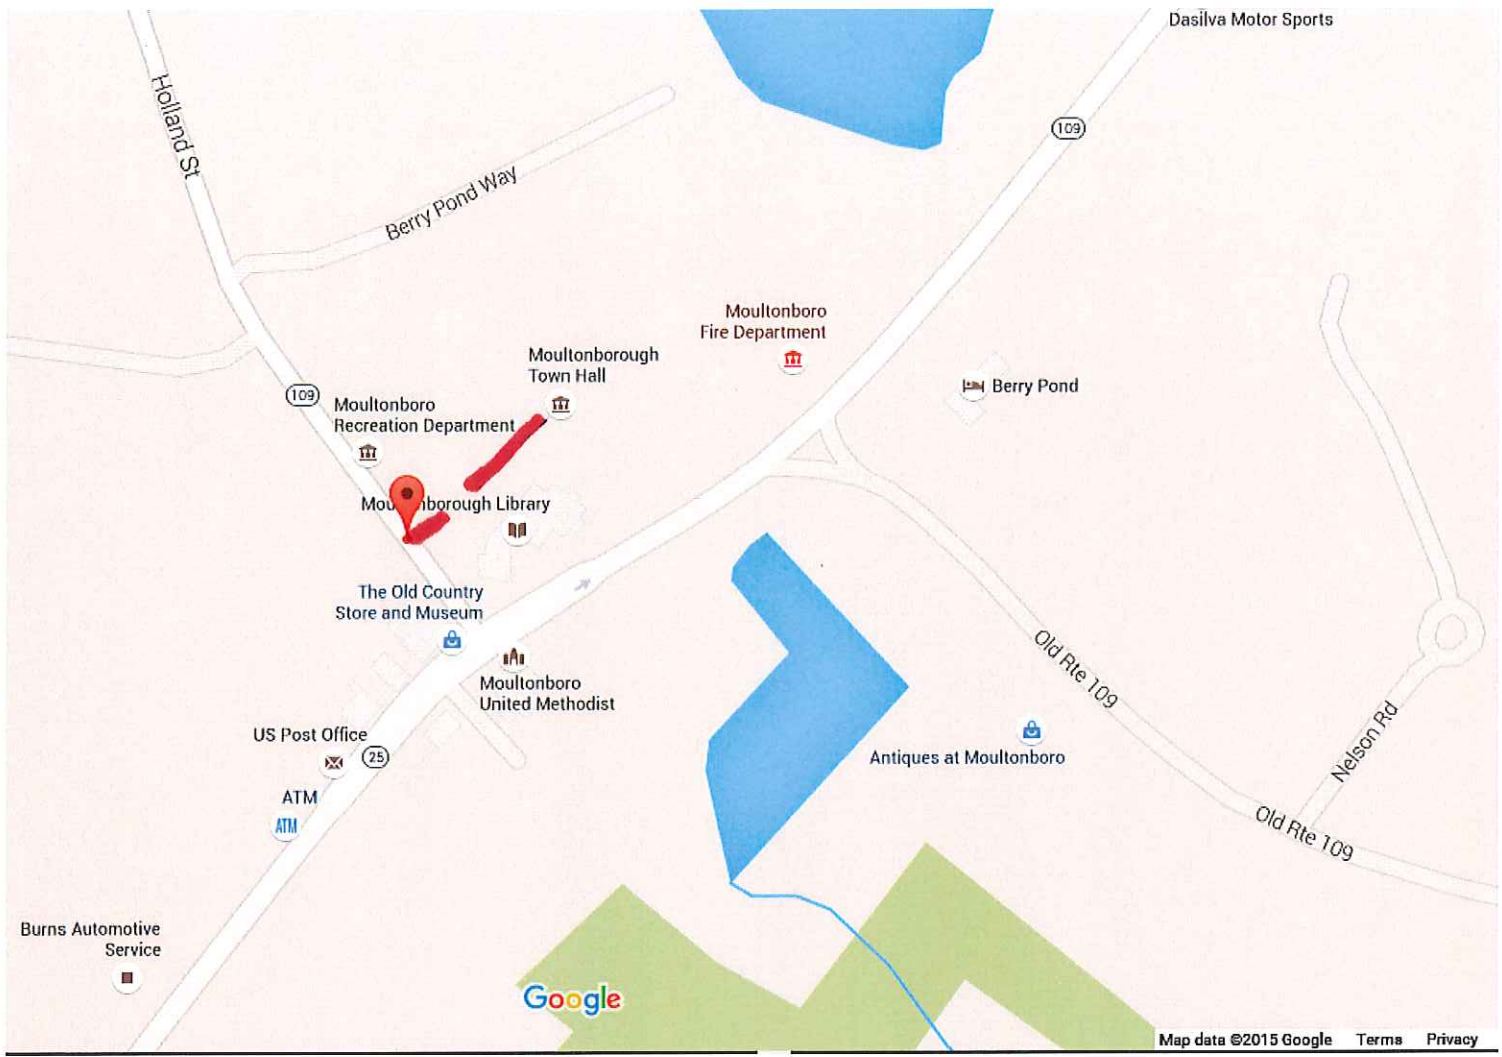 Dasilva Motor Sports
Holland St
109
Berry Pond Way
Moultonboro
Fire Department
Moultonborough
Town Hall
Berry Pond
109
Moultonboro
Recreation Department
Moultonborough Library
The Old Country
Store and Museum
Old Rte 109
Moultonboro
United Methodist
Nelson Rd
US Post Office
25
Antiques at Moultonboro
ATM
ATM
Old Rte 109
Burns Automotive
Service
Google
Map data ©2015 Google Terms Privacy